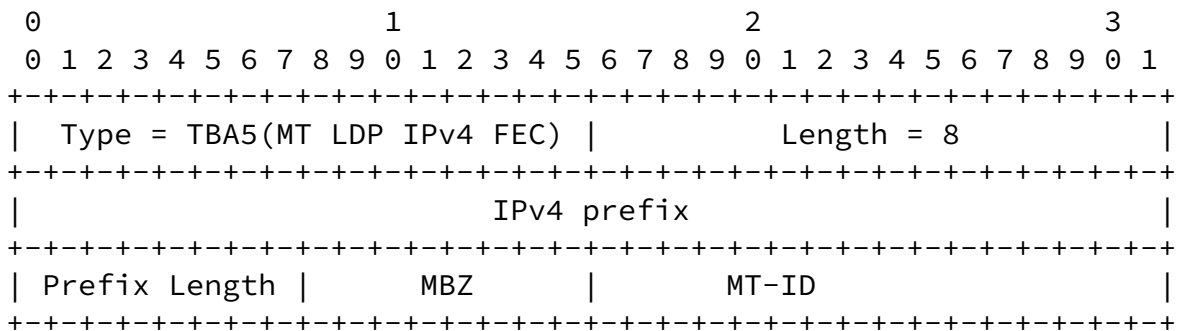 0                   1                   2                   3
 0 1 2 3 4 5 6 7 8 9 0 1 2 3 4 5 6 7 8 9 0 1 2 3 4 5 6 7 8 9 0 1
+-+-+-+-+-+-+-+-+-+-+-+-+-+-+-+-+-+-+-+-+-+-+-+-+-+-+-+-+-+-+-+-+
|  Type = TBA5(MT LDP IPv4 FEC) |          Length = 8           |
+-+-+-+-+-+-+-+-+-+-+-+-+-+-+-+-+-+-+-+-+-+-+-+-+-+-+-+-+-+-+-+-+
|                          IPv4 prefix                          |
+-+-+-+-+-+-+-+-+-+-+-+-+-+-+-+-+-+-+-+-+-+-+-+-+-+-+-+-+-+-+-+-+
| Prefix Length |      MBZ      |       MT-ID                   |
+-+-+-+-+-+-+-+-+-+-+-+-+-+-+-+-+-+-+-+-+-+-+-+-+-+-+-+-+-+-+-+-+